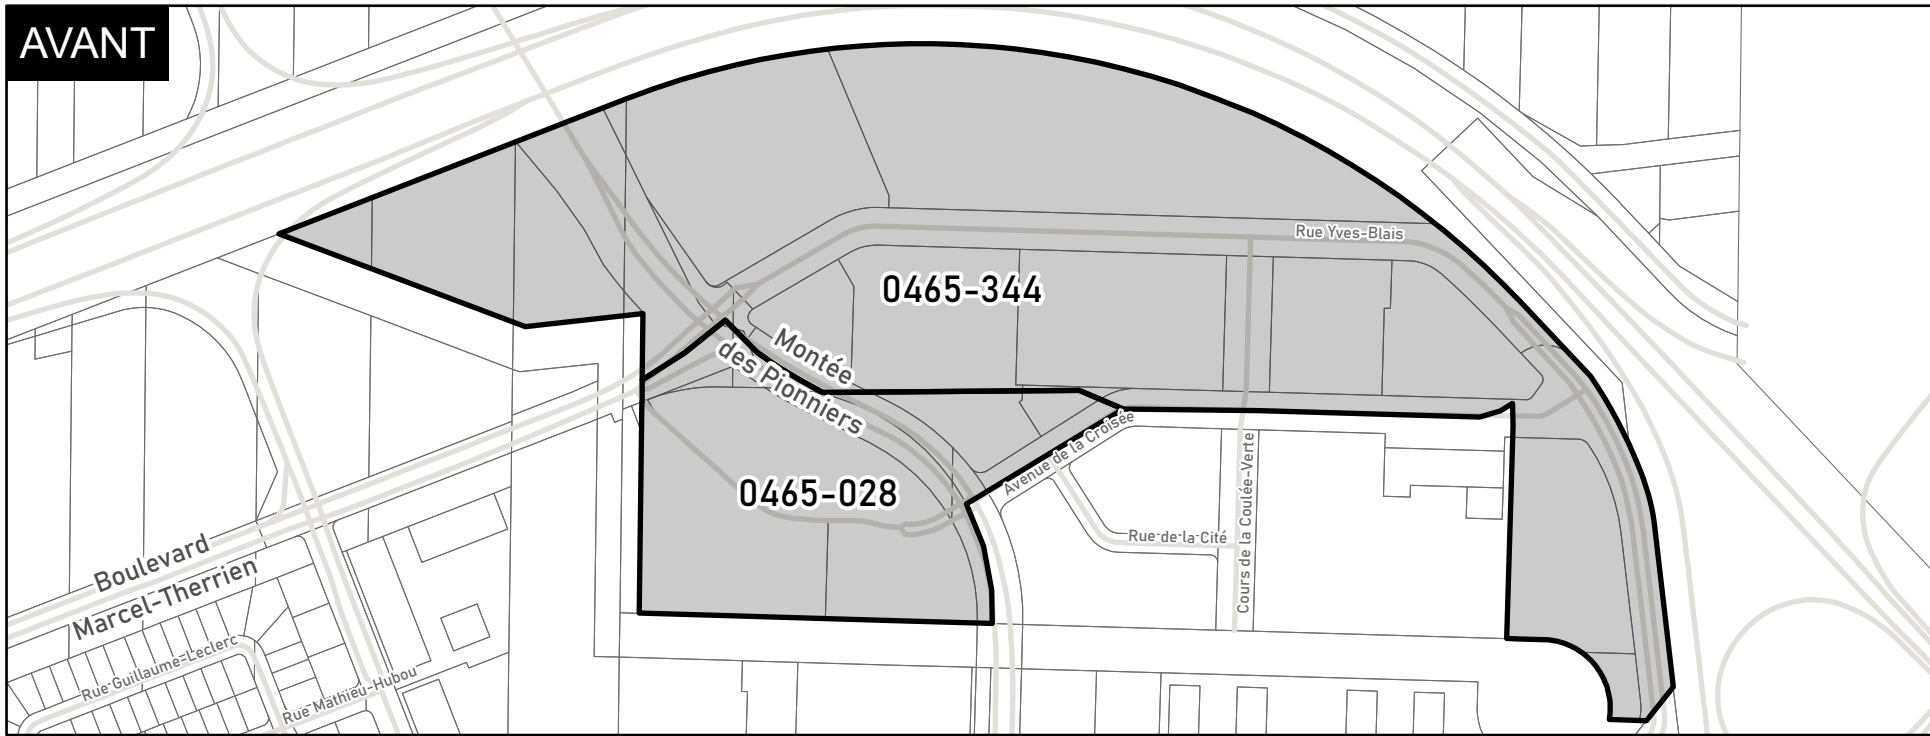 AVANT
Rue Yves-Blais
0465-344
Montée
des Pionniers
Avenue de la Croisée
0465-028
Cours de la Coulée-Verte
Rue-de-la-Cité
Boulevard
Marcel-Therrien
Rue Guillaume-Leclerc
Rue Mathieu-Hubou